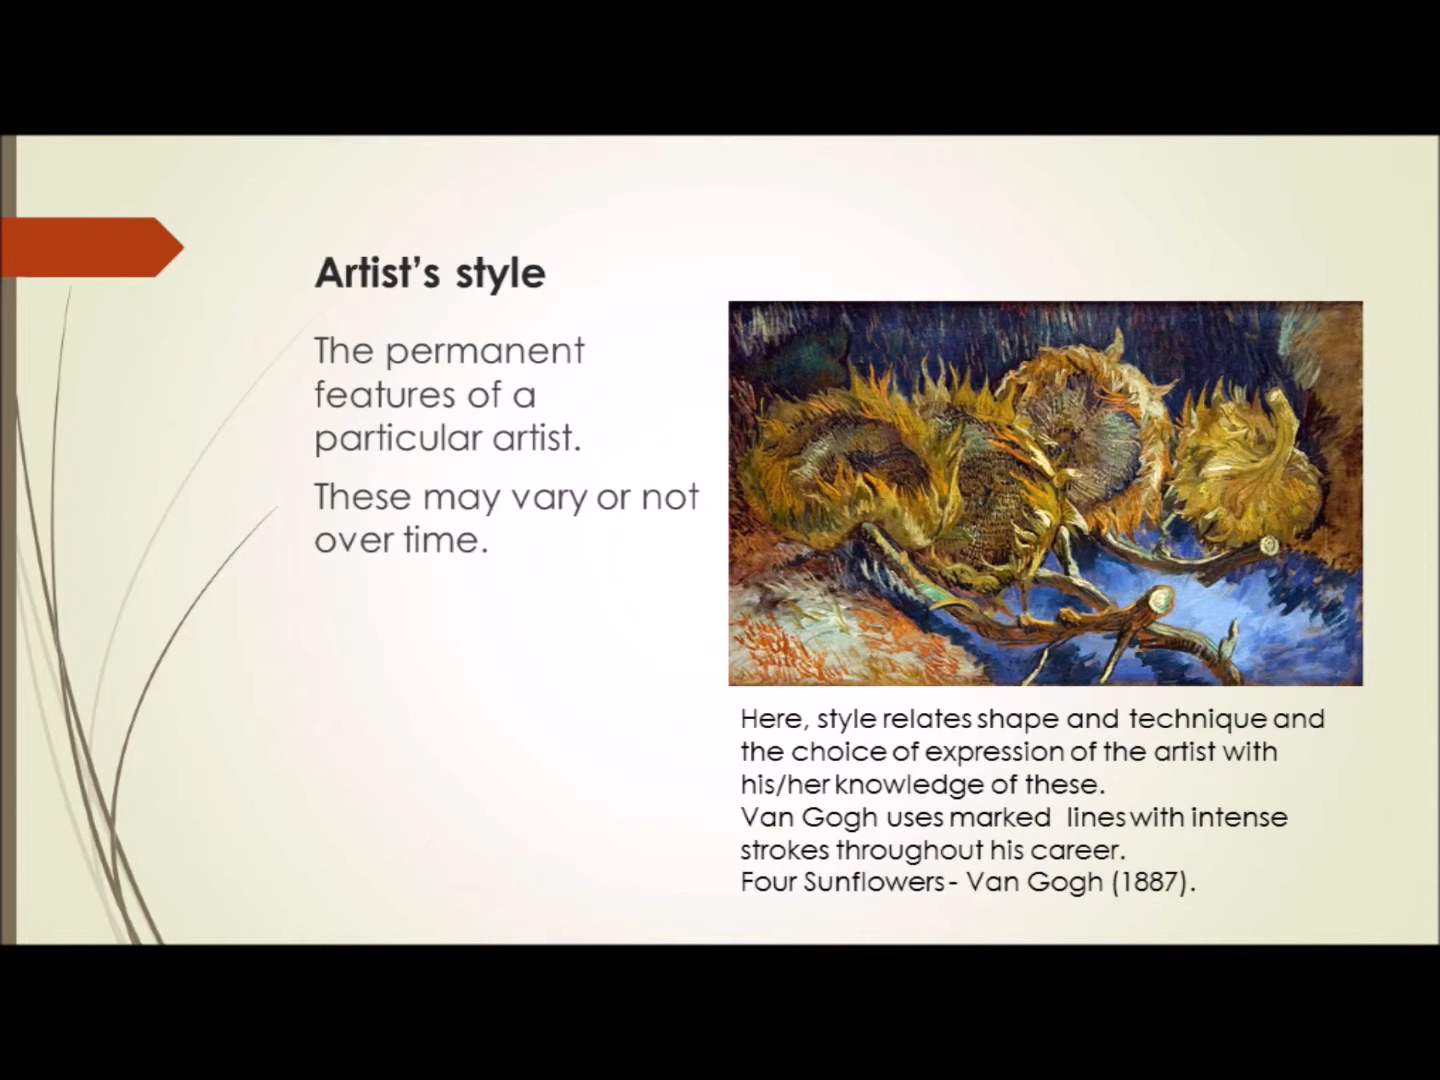 Artist’s style
The permanent
features of a
particular artist.
These may vary or not
over time.
Here, style relates shape and technique and
the choice of expression of the artist with
his/her knowledge of these.
Van Gogh uses marked lines with intense
strokes throughout his career.
Four Sunflowers- Van Gogh (1887).